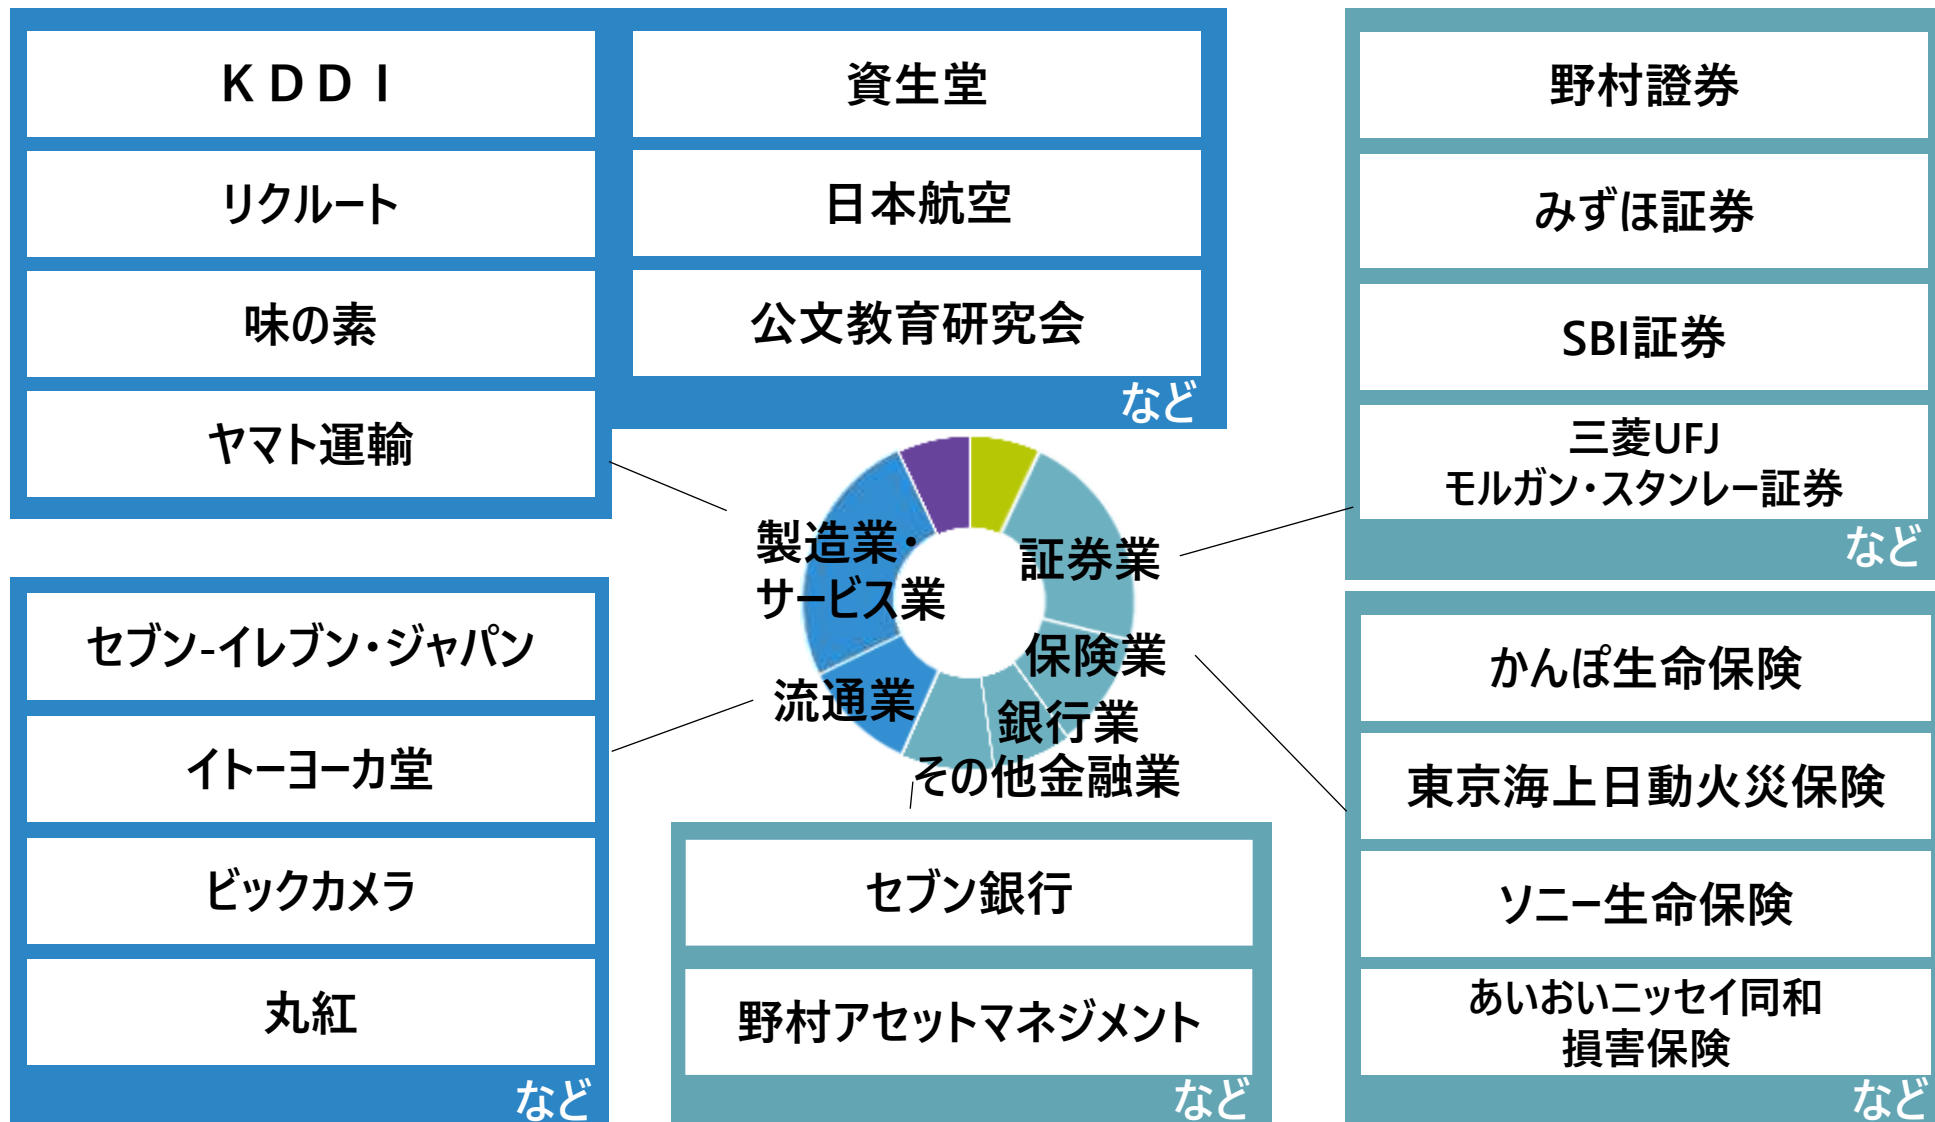 ＫＤＤＩ
リクルート
味の素
ヤマト運輸
資生堂
日本航空
公文教育研究会
など
野村證券
みずほ証券
SBI証券
三菱UFJ
モルガン・スタンレー証券
など
製造業・
サービス業
証券業
保険業
流通業
銀行業
その他金融業
セブン-イレブン・ジャパン
イトーヨーカ堂
ビックカメラ
丸紅
など
セブン銀行
野村アセットマネジメント
など
かんぽ生命保険
東京海上日動火災保険
ソニー生命保険
あいおいニッセイ同和
損害保険
など